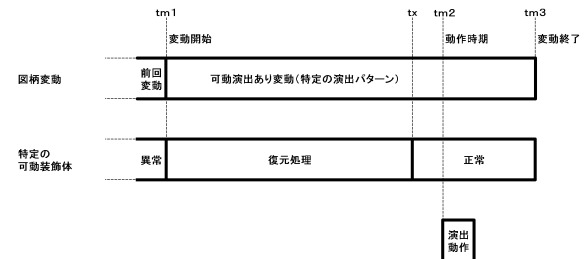 tm1 tx tm2 tm3
変動開始 動作時期 変動終了
図柄変動 前回変動 可動演出あり変動(特定の演出パターン)
特定の可動装飾体 異常 復元処理 正常
演出動作